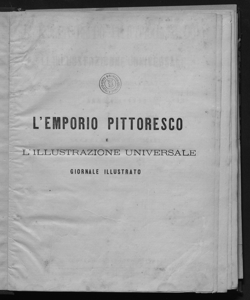 L'EMPORIO PITTORESCO
E
L'ILLUSTRAZIONE UNIVERSALE
GIORNALE ILLUSTRATO